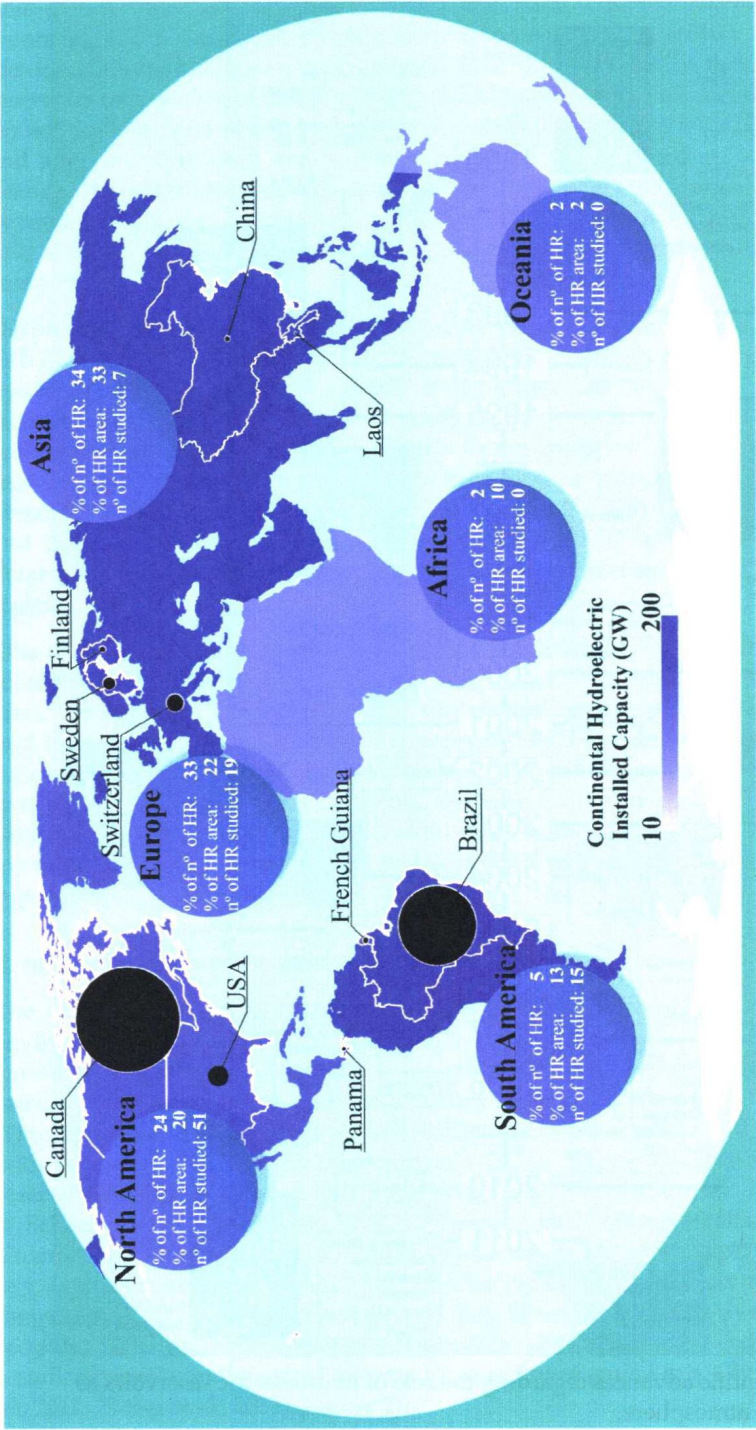 Canada
North America
% of nº of HR: 24
% of HR area: 20
nº of HR studied: 51
USA
Panama
French Guiana
Brazil
South America
% of nº of HR: 5
% of HR area: 13
nº of HR studied: 15
Sweden
Finland
Switzerland
Europe
% of nº of HR: 33
% of HR area: 22
nº of HR studied: 19
Asia
% of nº of HR: 34
% of HR area: 33
nº of HR studied: 7
China
Laos
Africa
% of nº of HR: 2
% of HR area: 10
nº of HR studied: 0
Oceania
% of nº of HR: 2
% of HR area: 2
nº of HR studied: 0
Continental Hydroelectric
Installed Capacity (GW)
10 200